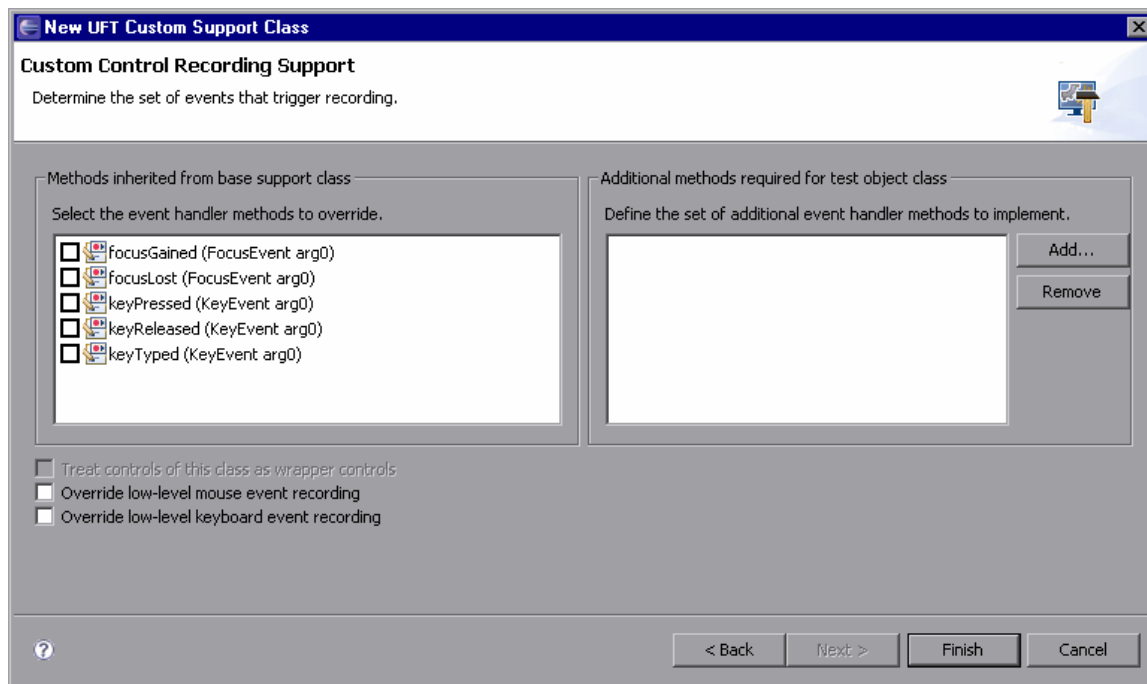 New UFT Custom Support Class
Custom Control Recording Support
Determine the set of events that trigger recording.
Methods inherited from base support class
Select the event handler methods to override.
focusGained (FocusEvent arg0)
focusLost (FocusEvent arg0)
keyPressed (KeyEvent arg0)
keyReleased (KeyEvent arg0)
keyTyped (KeyEvent arg0)
Additional methods required for test object class
Define the set of additional event handler methods to implement.
Add...
Remove
Treat controls of this class as wrapper controls
Override low-level mouse event recording
Override low-level keyboard event recording
?
< Back
Next >
Finish
Cancel